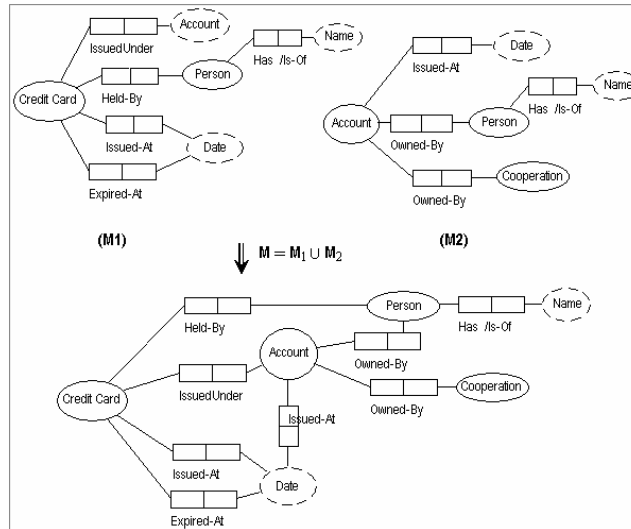 Account
IssuedUnder
Has /Is-Of
Name
Credit Card
Held-By
Person
Issued-At
Date
Expired-At
(M1)
Date
Issued-At
Name
Has /Is-Of
Account
Owned-By
Person
Owned-By
Cooperation
(M2)
M = M1 ∪ M2
Person
Name
Held-By
Has /Is-Of
Account
Owned-By
Credit Card
IssuedUnder
Owned-By
Cooperation
Issued-At
Issued-At
Date
Expired-At